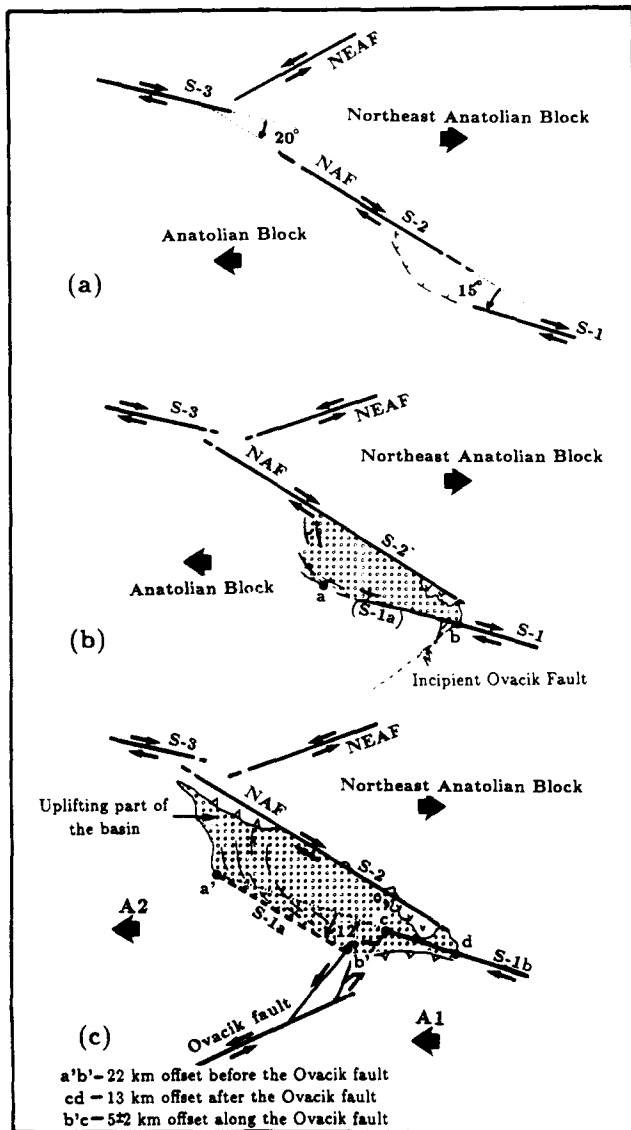 NEAF
S-3
Northeast Anatolian Block
20°
NAF
S-2
Anatolian Block
(a)
15°
S-1
S-3
NEAF
NAF
Northeast Anatolian Block
S-2
Anatolian Block
a
(S-1a)
b
S-1
(b)
Incipient Ovacik Fault
S-3
NEAF
Northeast Anatolian Block
Uplifting part of
the basin
NAF
S-2
a'
c'
A2
S-1a
12
c
d
b'
S-1b
Ovacik fault
A1
(c)
a'b'= 22 km offset before the Ovacik fault
cd = 13 km offset after the Ovacik fault
b'c = 5±2 km offset along the Ovacik fault